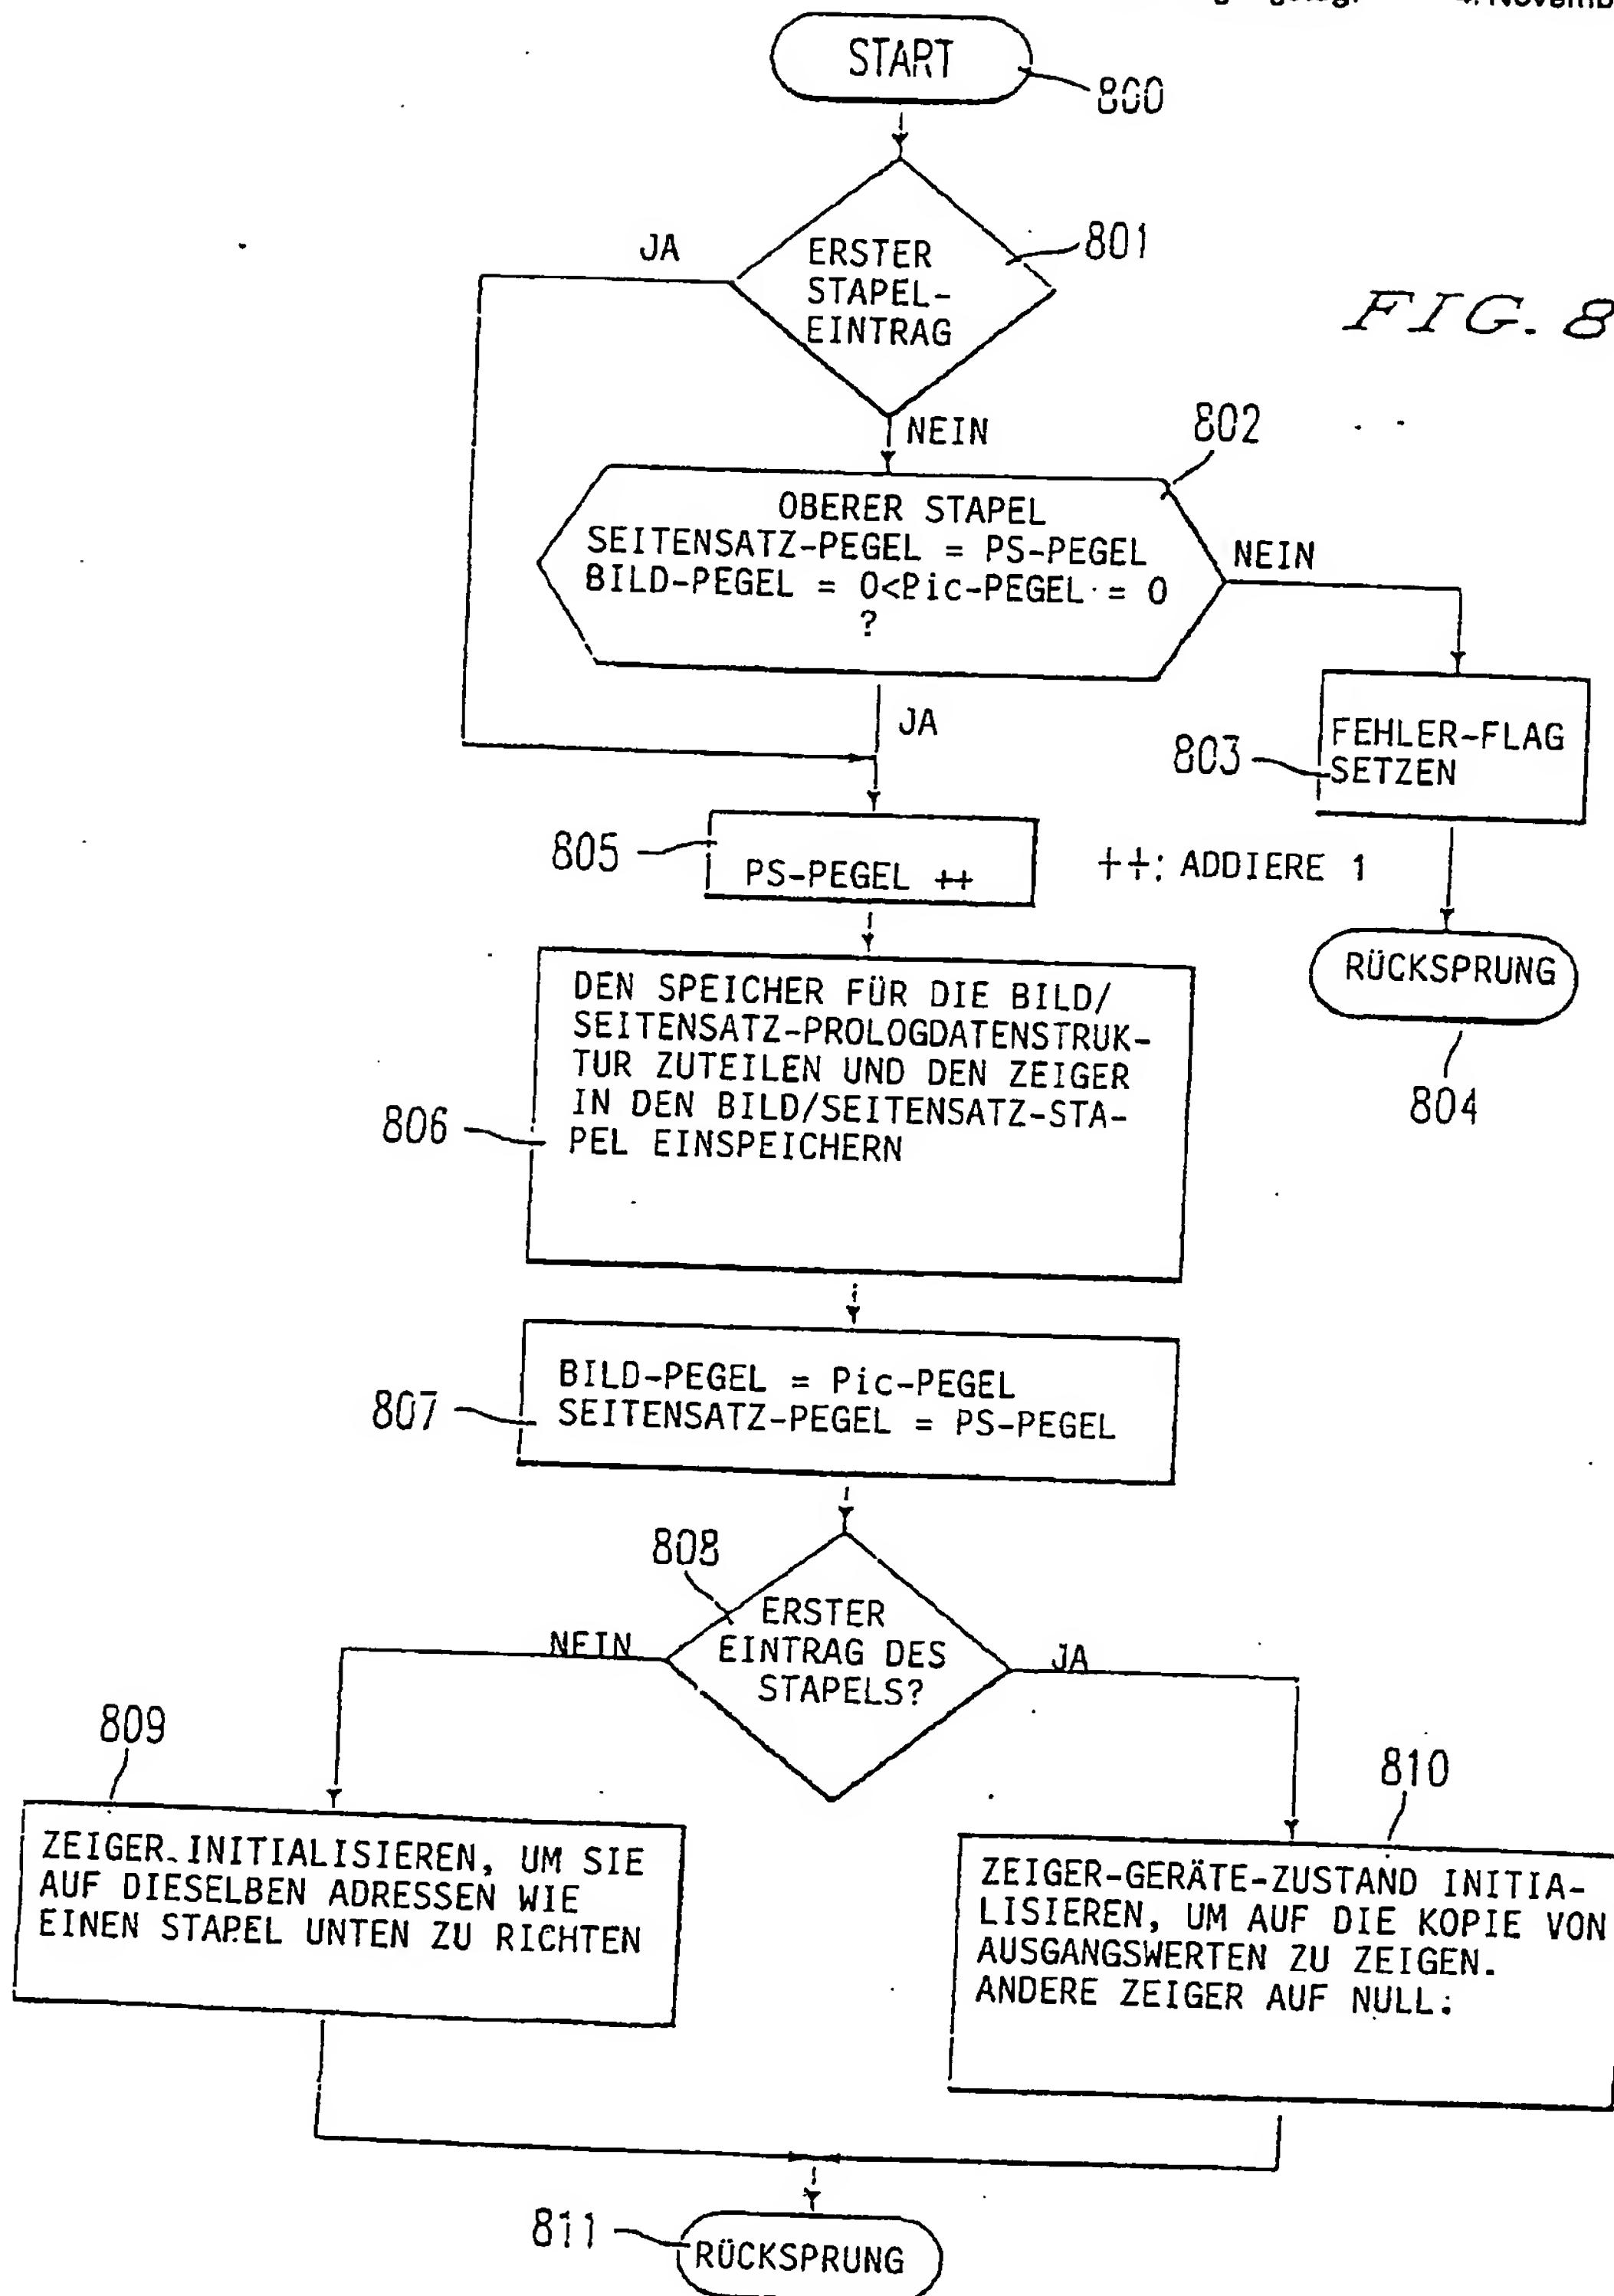 4. Novemb
START
800
801
JA
ERSTER
STAPEL-
EINTRAG
FIG. 8
NEIN
802
OBERER STAPEL
SEITENSATZ-PEGEL = PS-PEGEL
BILD-PEGEL = 0<Pic-PEGEL = 0
?
NEIN
JA
803
FEHLER-FLAG
SETZEN
805
PS-PEGEL ++
++: ADDIERE 1
RÜCKSPRUNG
804
806
DEN SPEICHER FÜR DIE BILD/
SEITENSATZ-PROLOGDATENSTRUK-
TUR ZUTEILEN UND DEN ZEIGER
IN DEN BILD/SEITENSATZ-STA-
PEL EINSPEICHERN
807
BILD-PEGEL = Pic-PEGEL
SEITENSATZ-PEGEL = PS-PEGEL
808
ERSTER
EINTRAG DES
STAPELS?
NEIN
JA
809
810
ZEIGER INITIALISIEREN, UM SIE
AUF DIESELBEN ADRESSEN WIE
EINEN STAPEL UNTEN ZU RICHTEN
ZEIGER-GERÄTE-ZUSTAND INITIA-
LISIEREN, UM AUF DIE KOPIE VON
AUSGANGSWERTEN ZU ZEIGEN.
ANDERE ZEIGER AUF NULL.
811
RÜCKSPRUNG